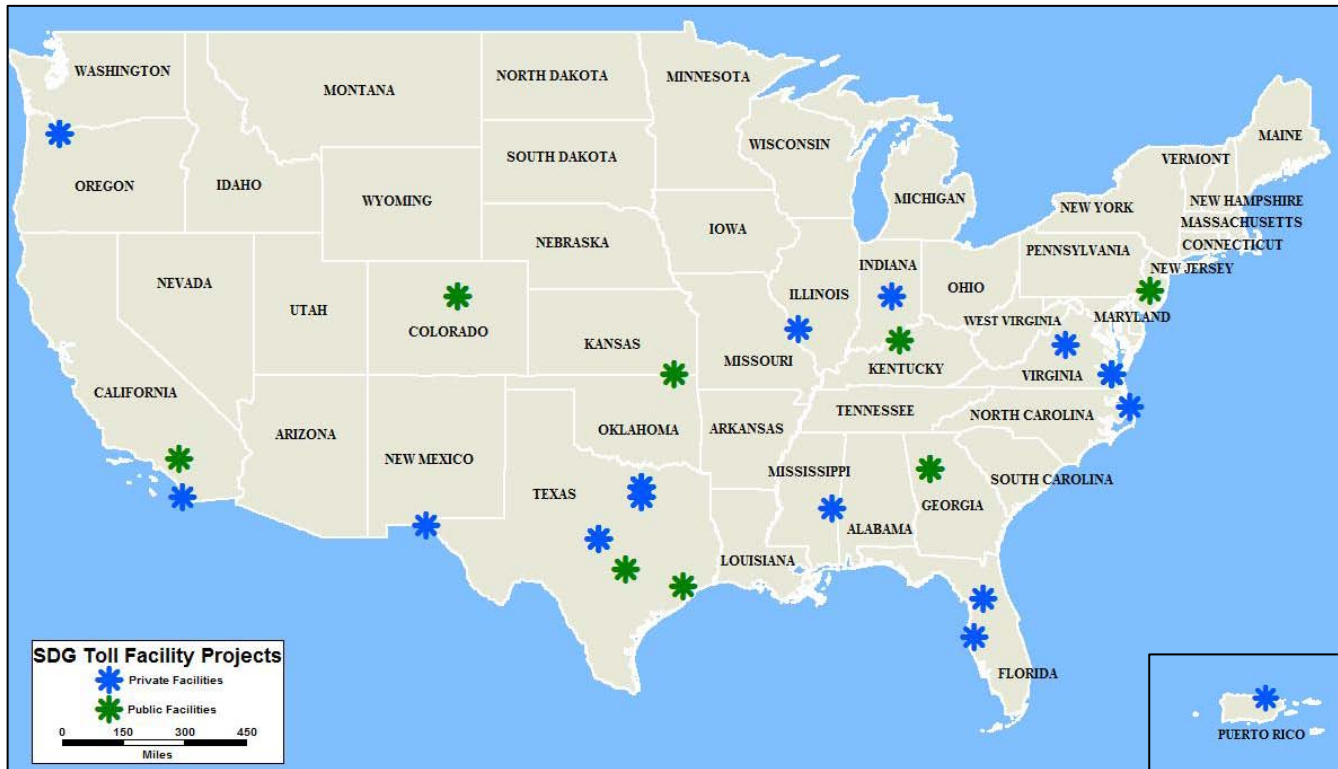 WASHINGTON
MONTANA
NORTH DAKOTA
MINNESOTA
MAINE
WISCONSIN
VERMONT
SOUTH DAKOTA
OREGON
IDAHO
MICHIGAN
WYOMING
NEW YORK
NEW HAMPSHIRE
MASSACHUSETTS
IOWA
CONNECTICUT
NEBRASKA
PENNSYLVANIA
INDIANA
NEW JERSEY
NEVADA
ILLINOIS
OHIO
UTAH
COLORADO
WEST VIRGINIA
MARYLAND
KANSAS
MISSOURI
KENTUCKY
VIRGINIA
CALIFORNIA
TENNESSEE
NORTH CAROLINA
ARIZONA
OKLAHOMA
ARKANSAS
NEW MEXICO
MISSISSIPPI
SOUTH CAROLINA
TEXAS
GEORGIA
ALABAMA
LOUISIANA
FLORIDA
SDG Toll Facility Projects
Private Facilities
Public Facilities
0 150 300 450
Miles
PUERTO RICO